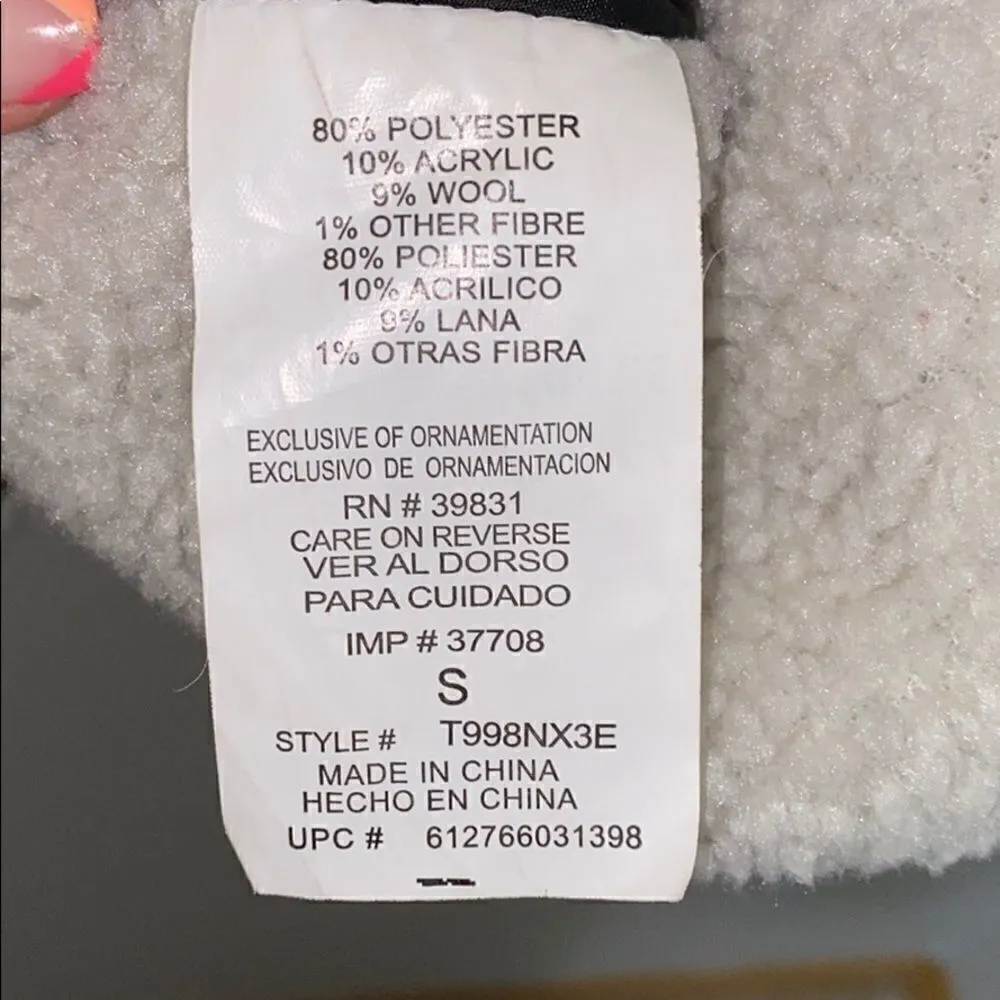 80% POLYESTER
10% ACRYLIC
9% WOOL
1% OTHER FIBRE
80% POLIESTER
10% ACRILICO
9% LANA
1% OTRAS FIBRA
EXCLUSIVE OF ORNAMENTATION
EXCLUSIVO DE ORNAMENTACION
RN # 39831
CARE ON REVERSE
VER AL DORSO
PARA CUIDADO
IMP # 37708
S
STYLE # T998NX3E
MADE IN CHINA
HECHO EN CHINA
UPC # 612766031398